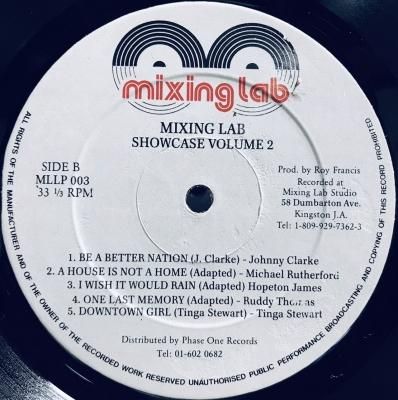 mixing lab
MIXING LAB
SHOWCASE VOLUME 2
SIDE B
MLLP 003
33 ⅓ RPM
Prod. by Roy Francis
Recorded at
Mixing Lab Studio
58 Dumbarton Ave.
Kingston J.A.
Tel: 1-809-929-7362-3
1. BE A BETTER NATION (J. Clarke) - Johnny Clarke
2. A HOUSE IS NOT A HOME (Adapted) - Michael Rutherford
3. I WISH IT WOULD RAIN (Adapted) Hopeton James
4. ONE LAST MEMORY (Adapted) - Ruddy Thomas
5. DOWNTOWN GIRL (Tinga Stewart) - Tinga Stewart
Distributed by Phase One Records
Tel: 01-602 0682
ALL RIGHTS OF THE MANUFACTURER AND OF THE OWNER OF THE RECORDED WORK RESERVED UNAUTHORISED PUBLIC PERFORMANCE BROADCASTING AND COPYING OF THIS RECORD PROHIBITED